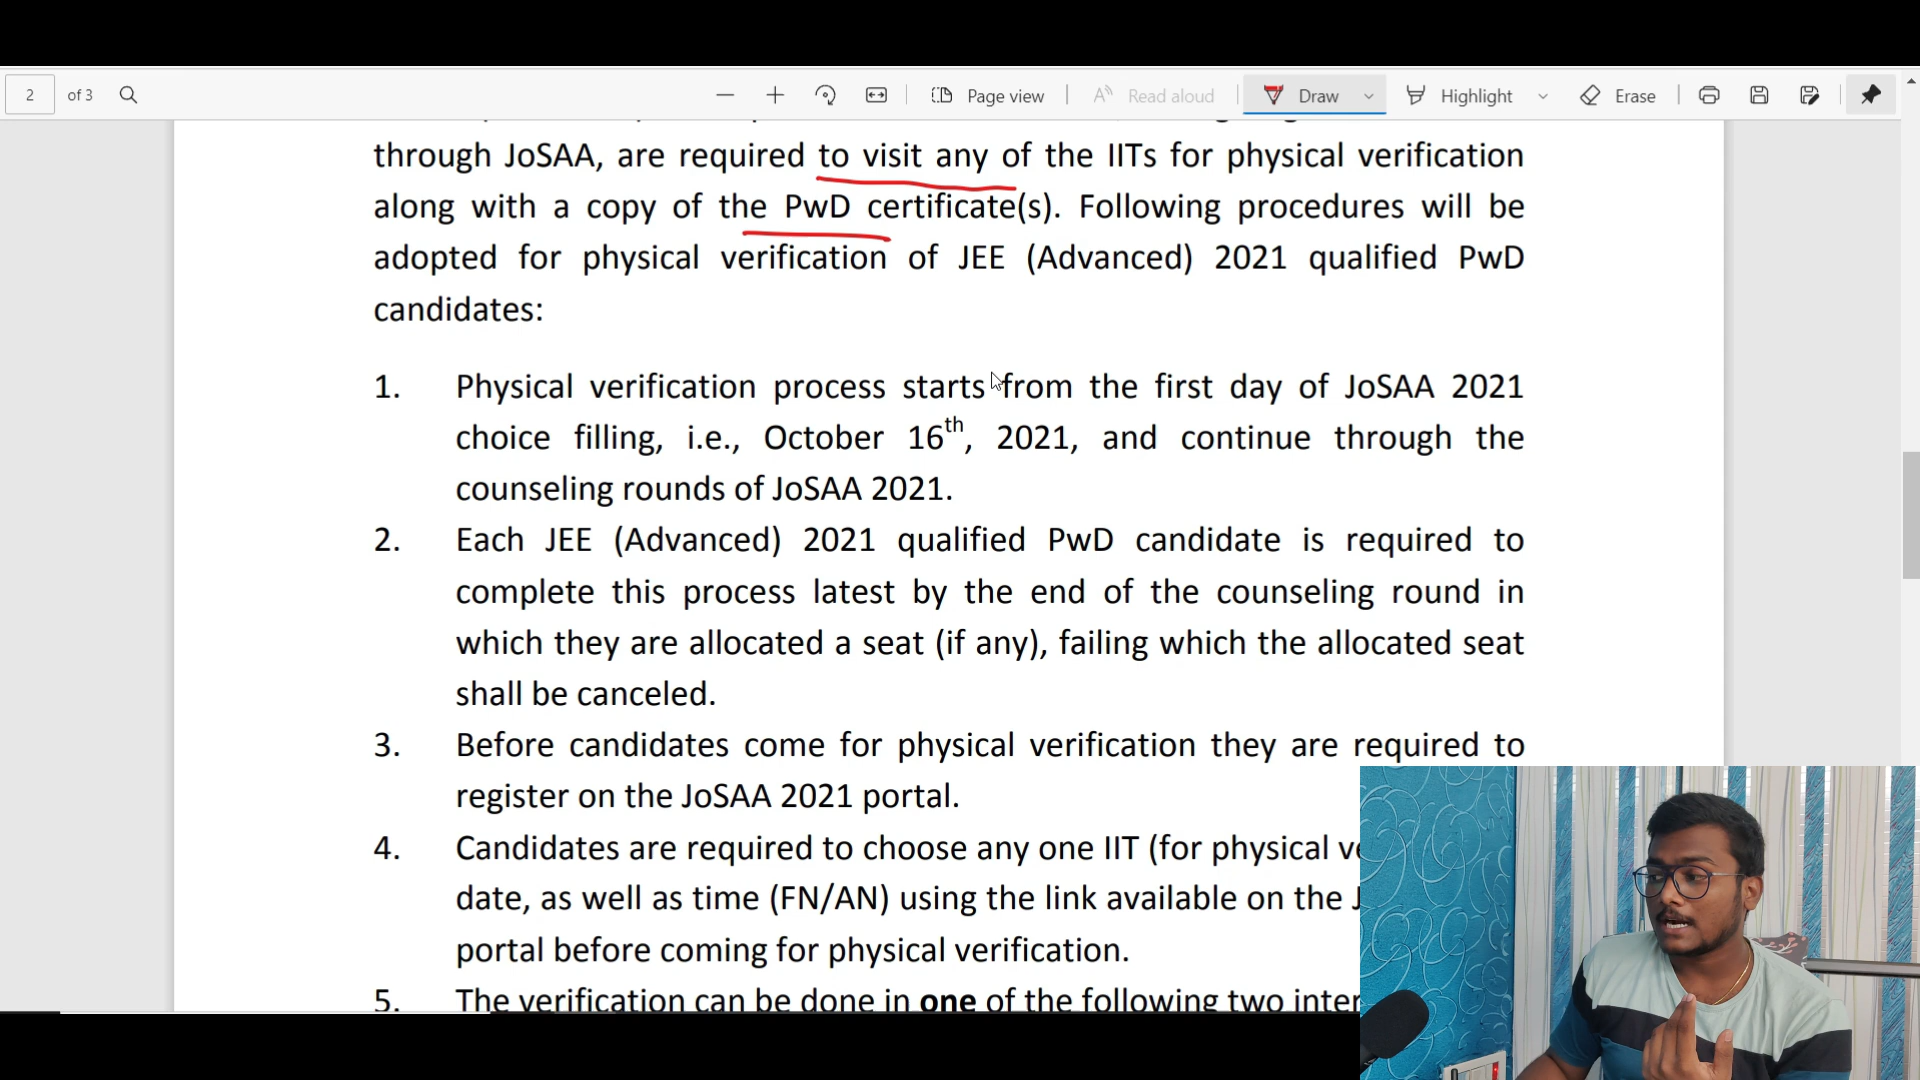 2 of 3 Page view Read aloud Draw Highlight Erase
through JoSAA, are required to visit any of the IITs for physical verification
along with a copy of the PwD certificate(s). Following procedures will be
adopted for physical verification of JEE (Advanced) 2021 qualified PwD
candidates:
1. Physical verification process starts from the first day of JoSAA 2021
choice filling, i.e., October 16th, 2021, and continue through the
counseling rounds of JoSAA 2021.
2. Each JEE (Advanced) 2021 qualified PwD candidate is required to
complete this process latest by the end of the counseling round in
which they are allocated a seat (if any), failing which the allocated seat
shall be canceled.
3. Before candidates come for physical verification they are required to
register on the JoSAA 2021 portal.
4. Candidates are required to choose any one IIT (for physical
date, as well as time (FN/AN) using the link available on the
portal before coming for physical verification.
5. The verification can be done in one of the following two